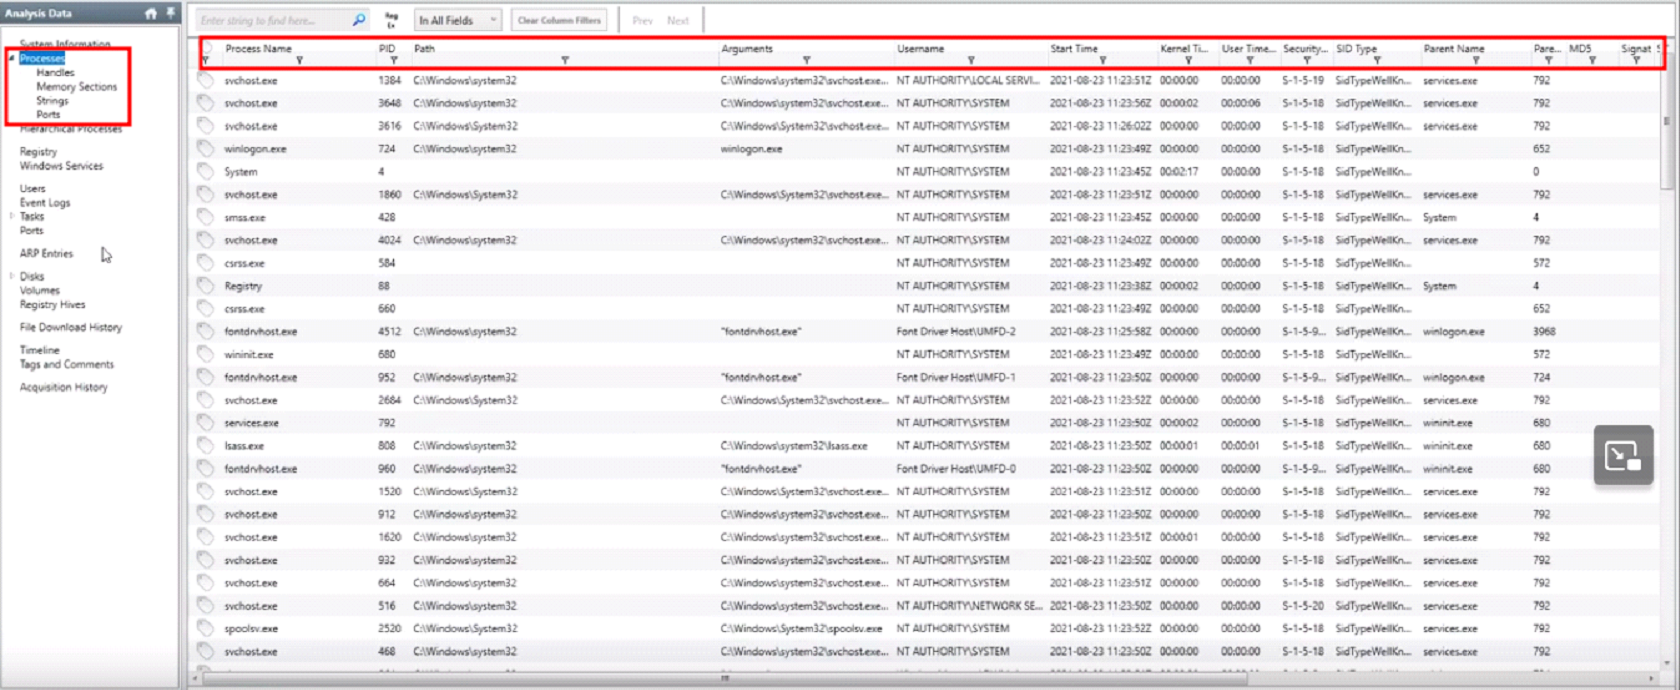 Analysis Data
System Information
Processes
Handles
Memory Sections
Strings
Ports
Hierarchical Processes
Registry
Windows Services
Users
Event Logs
Tasks
Ports
ARP Entries
Disks
Volumes
Registry Hives
File Download History
Timeline
Tags and Comments
Acquisition History
Enter string to find here... Reg Ex In All Fields Clear Column Filters Prev Next
Process Name PID Path Arguments Username Start Time Kernel Ti... User Time... Security... SID Type Parent Name Pare... MD5 Signat S
svchost.exe 1384 C:\Windows\system32 C:\Windows\system32\svchost.exe... NT AUTHORITY\LOCAL SERVI... 2021-08-23 11:23:51Z 00:00:00 00:00:00 S-1-5-19 SidTypeWellKn... services.exe 792
svchost.exe 3648 C:\Windows\system32 C:\Windows\system32\svchost.exe... NT AUTHORITY\SYSTEM 2021-08-23 11:23:56Z 00:00:02 00:00:06 S-1-5-18 SidTypeWellKn... services.exe 792
svchost.exe 3616 C:\Windows\System32 C:\Windows\System32\svchost.exe... NT AUTHORITY\SYSTEM 2021-08-23 11:26:02Z 00:00:00 00:00:00 S-1-5-18 SidTypeWellKn... services.exe 792
winlogon.exe 724 C:\Windows\system32 winlogon.exe NT AUTHORITY\SYSTEM 2021-08-23 11:23:49Z 00:00:00 00:00:00 S-1-5-18 SidTypeWellKn... 652
System 4 NT AUTHORITY\SYSTEM 2021-08-23 11:23:45Z 00:02:17 00:00:00 S-1-5-18 SidTypeWellKn... 0
svchost.exe 1860 C:\Windows\System32 C:\Windows\System32\svchost.exe... NT AUTHORITY\SYSTEM 2021-08-23 11:23:51Z 00:00:00 00:00:00 S-1-5-18 SidTypeWellKn... services.exe 792
smss.exe 428 NT AUTHORITY\SYSTEM 2021-08-23 11:23:45Z 00:00:00 00:00:00 S-1-5-18 SidTypeWellKn... System 4
svchost.exe 4024 C:\Windows\system32 C:\Windows\system32\svchost.exe... NT AUTHORITY\SYSTEM 2021-08-23 11:24:02Z 00:00:00 00:00:00 S-1-5-18 SidTypeWellKn... services.exe 792
csrss.exe 584 NT AUTHORITY\SYSTEM 2021-08-23 11:23:49Z 00:00:00 00:00:00 S-1-5-18 SidTypeWellKn... 572
Registry 88 NT AUTHORITY\SYSTEM 2021-08-23 11:23:38Z 00:00:02 00:00:00 S-1-5-18 SidTypeWellKn... System 4
csrss.exe 660 NT AUTHORITY\SYSTEM 2021-08-23 11:23:49Z 00:00:00 00:00:00 S-1-5-18 SidTypeWellKn... 652
fontdrvhost.exe 4512 C:\Windows\system32 "fontdrvhost.exe" Font Driver Host\UMFD-2 2021-08-23 11:25:58Z 00:00:00 00:00:00 S-1-5-9... SidTypeWellKn... winlogon.exe 3968
wininit.exe 680 NT AUTHORITY\SYSTEM 2021-08-23 11:23:49Z 00:00:00 00:00:00 S-1-5-18 SidTypeWellKn... 572
fontdrvhost.exe 952 C:\Windows\system32 "fontdrvhost.exe" Font Driver Host\UMFD-1 2021-08-23 11:23:50Z 00:00:00 00:00:00 S-1-5-9... SidTypeWellKn... winlogon.exe 724
svchost.exe 2684 C:\Windows\System32 C:\Windows\System32\svchost.exe... NT AUTHORITY\SYSTEM 2021-08-23 11:23:52Z 00:00:00 00:00:00 S-1-5-18 SidTypeWellKn... services.exe 792
services.exe 792 NT AUTHORITY\SYSTEM 2021-08-23 11:23:50Z 00:00:02 00:00:00 S-1-5-18 SidTypeWellKn... wininit.exe 680
lsass.exe 808 C:\Windows\system32 C:\Windows\system32\lsass.exe NT AUTHORITY\SYSTEM 2021-08-23 11:23:50Z 00:00:01 00:00:01 S-1-5-18 SidTypeWellKn... wininit.exe 680
fontdrvhost.exe 960 C:\Windows\system32 "fontdrvhost.exe" Font Driver Host\UMFD-0 2021-08-23 11:23:50Z 00:00:00 00:00:00 S-1-5-9... SidTypeWellKn... wininit.exe 680
svchost.exe 1520 C:\Windows\System32 C:\Windows\System32\svchost.exe... NT AUTHORITY\SYSTEM 2021-08-23 11:23:51Z 00:00:00 00:00:00 S-1-5-18 SidTypeWellKn... services.exe 792
svchost.exe 912 C:\Windows\system32 C:\Windows\system32\svchost.exe... NT AUTHORITY\SYSTEM 2021-08-23 11:23:50Z 00:00:00 00:00:00 S-1-5-18 SidTypeWellKn... services.exe 792
svchost.exe 1620 C:\Windows\System32 C:\Windows\System32\svchost.exe... NT AUTHORITY\SYSTEM 2021-08-23 11:23:51Z 00:00:01 00:00:00 S-1-5-18 SidTypeWellKn... services.exe 792
svchost.exe 932 C:\Windows\system32 C:\Windows\system32\svchost.exe... NT AUTHORITY\SYSTEM 2021-08-23 11:23:50Z 00:00:00 00:00:00 S-1-5-18 SidTypeWellKn... services.exe 792
svchost.exe 664 C:\Windows\system32 C:\Windows\system32\svchost.exe... NT AUTHORITY\SYSTEM 2021-08-23 11:23:51Z 00:00:00 00:00:00 S-1-5-18 SidTypeWellKn... services.exe 792
svchost.exe 516 C:\Windows\system32 C:\Windows\system32\svchost.exe... NT AUTHORITY\NETWORK SE... 2021-08-23 11:23:50Z 00:00:00 00:00:00 S-1-5-20 SidTypeWellKn... services.exe 792
spoolsv.exe 2520 C:\Windows\System32 C:\Windows\System32\spoolsv.exe NT AUTHORITY\SYSTEM 2021-08-23 11:23:52Z 00:00:00 00:00:00 S-1-5-18 SidTypeWellKn... services.exe 792
svchost.exe 468 C:\Windows\system32 C:\Windows\system32\svchost.exe... NT AUTHORITY\SYSTEM 2021-08-23 11:23:50Z 00:00:00 00:00:00 S-1-5-18 SidTypeWellKn... services.exe 792